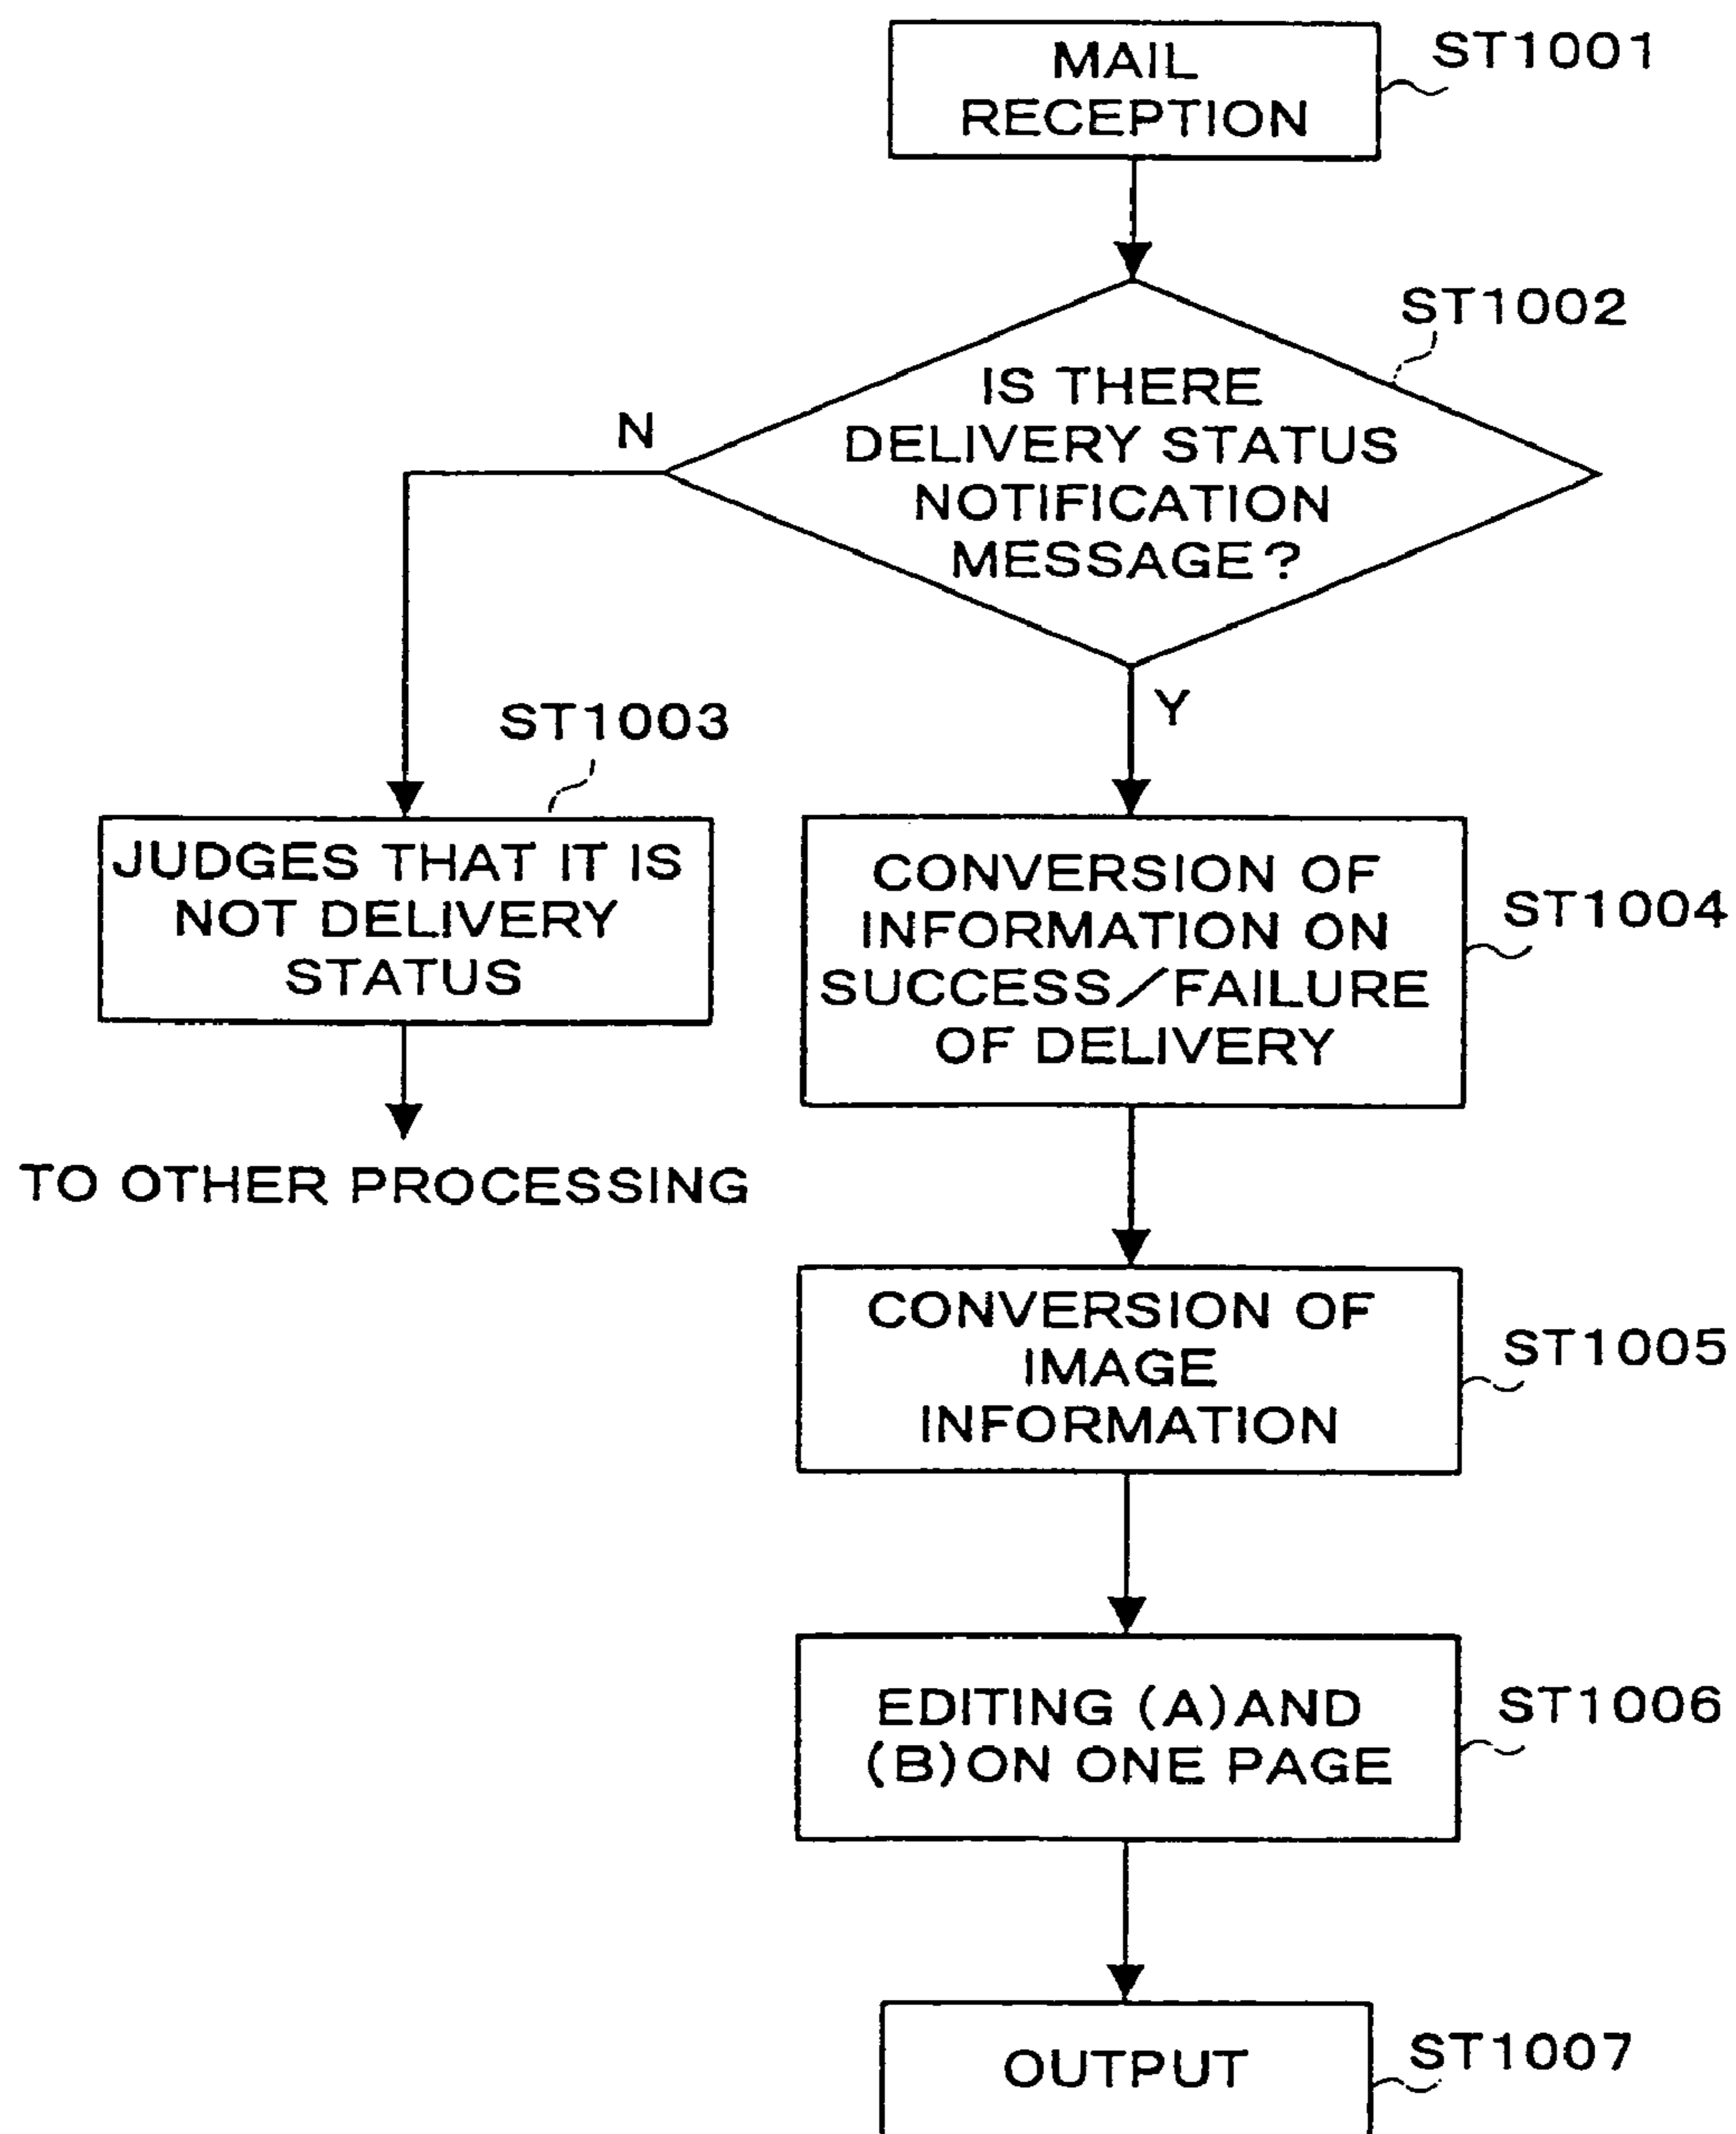 MAIL
RECEPTION
ST1001
ST1002
IS THERE
DELIVERY STATUS
NOTIFICATION
MESSAGE?
N
Y
ST1003
JUDGES THAT IT IS
NOT DELIVERY
STATUS
TO OTHER PROCESSING
CONVERSION OF
INFORMATION ON
SUCCESS/FAILURE
OF DELIVERY
ST1004
CONVERSION OF
IMAGE
INFORMATION
ST1005
EDITING (A)AND
(B)ON ONE PAGE
ST1006
OUTPUT
ST1007